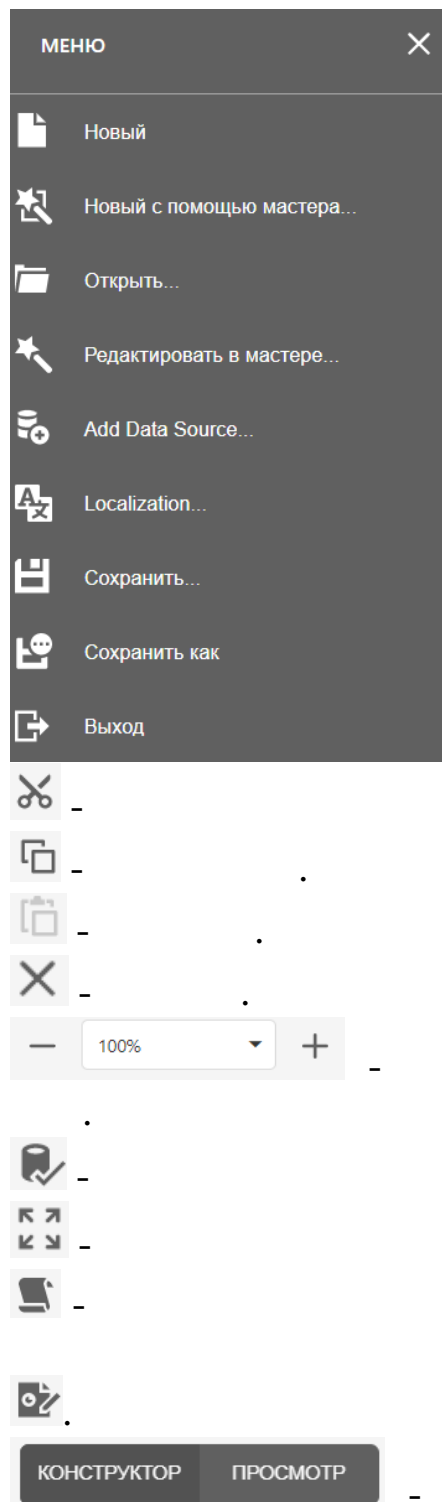 МЕНЮ
Новый
Новый с помощью мастера...
Открыть...
Редактировать в мастере...
Add Data Source...
Localization...
Сохранить...
Сохранить как
Выход
-
- .
- .
- .
100% -
.
-
-
-
.
КОНСТРУКТОР ПРОСМОТР -